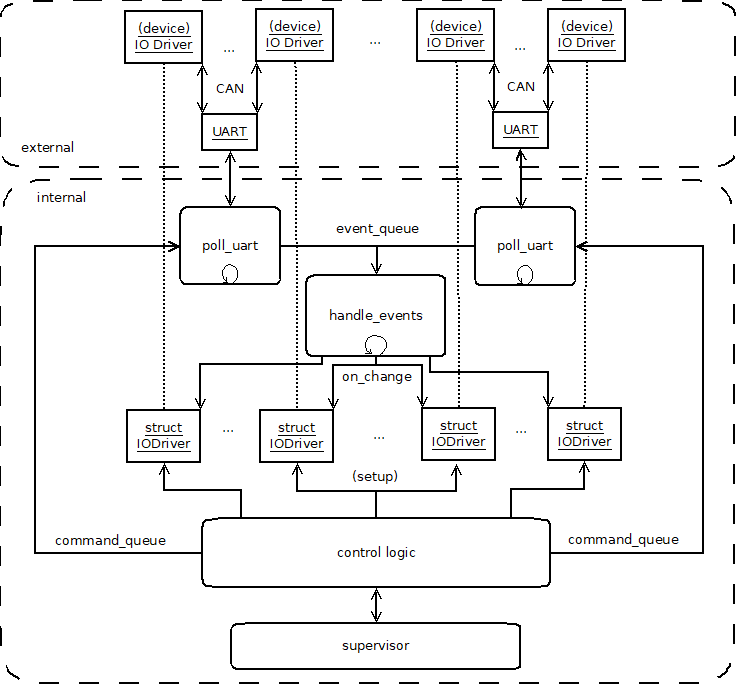 (device)
IO Driver
...
(device)
IO Driver
...
(device)
IO Driver
...
(device)
IO Driver
CAN
CAN
UART
UART
external
internal
poll_uart
event_queue
poll_uart
handle_events
on_change
struct
IODriver
...
struct
IODriver
...
struct
IODriver
...
struct
IODriver
(setup)
command_queue
command_queue
control logic
supervisor